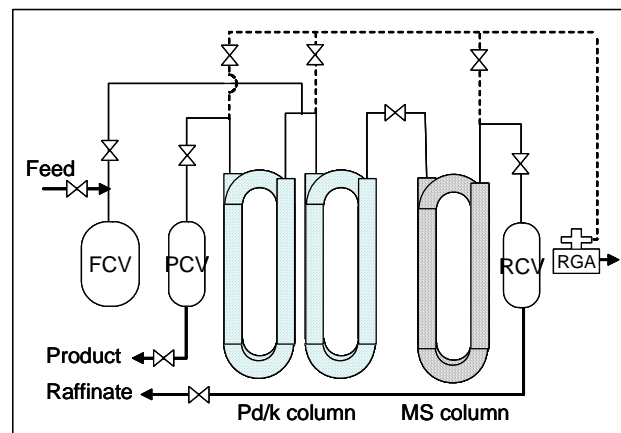 Feed
FCV
PCV
RCV
RGA
Product
Raffinate
Pd/k column
MS column